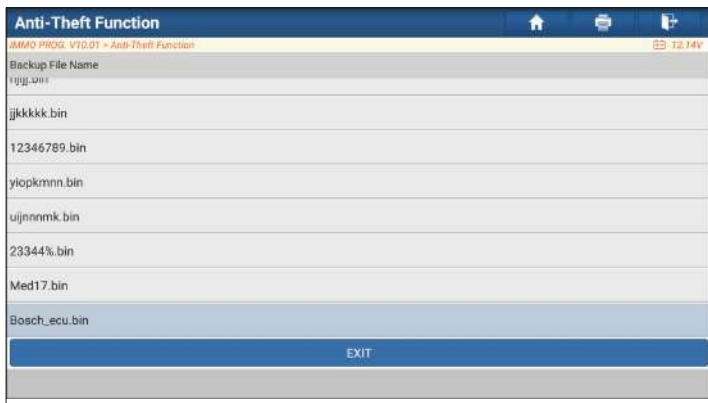 Anti-Theft Function
IMMO PROG. V10.01 > Anti-Theft Function
12.14V
Backup File Name
jjkkkkk.bin
12346789.bin
yiopkmnn.bin
uijnnnmk.bin
23344%.bin
Med17.bin
Bosch_ecu.bin
EXIT